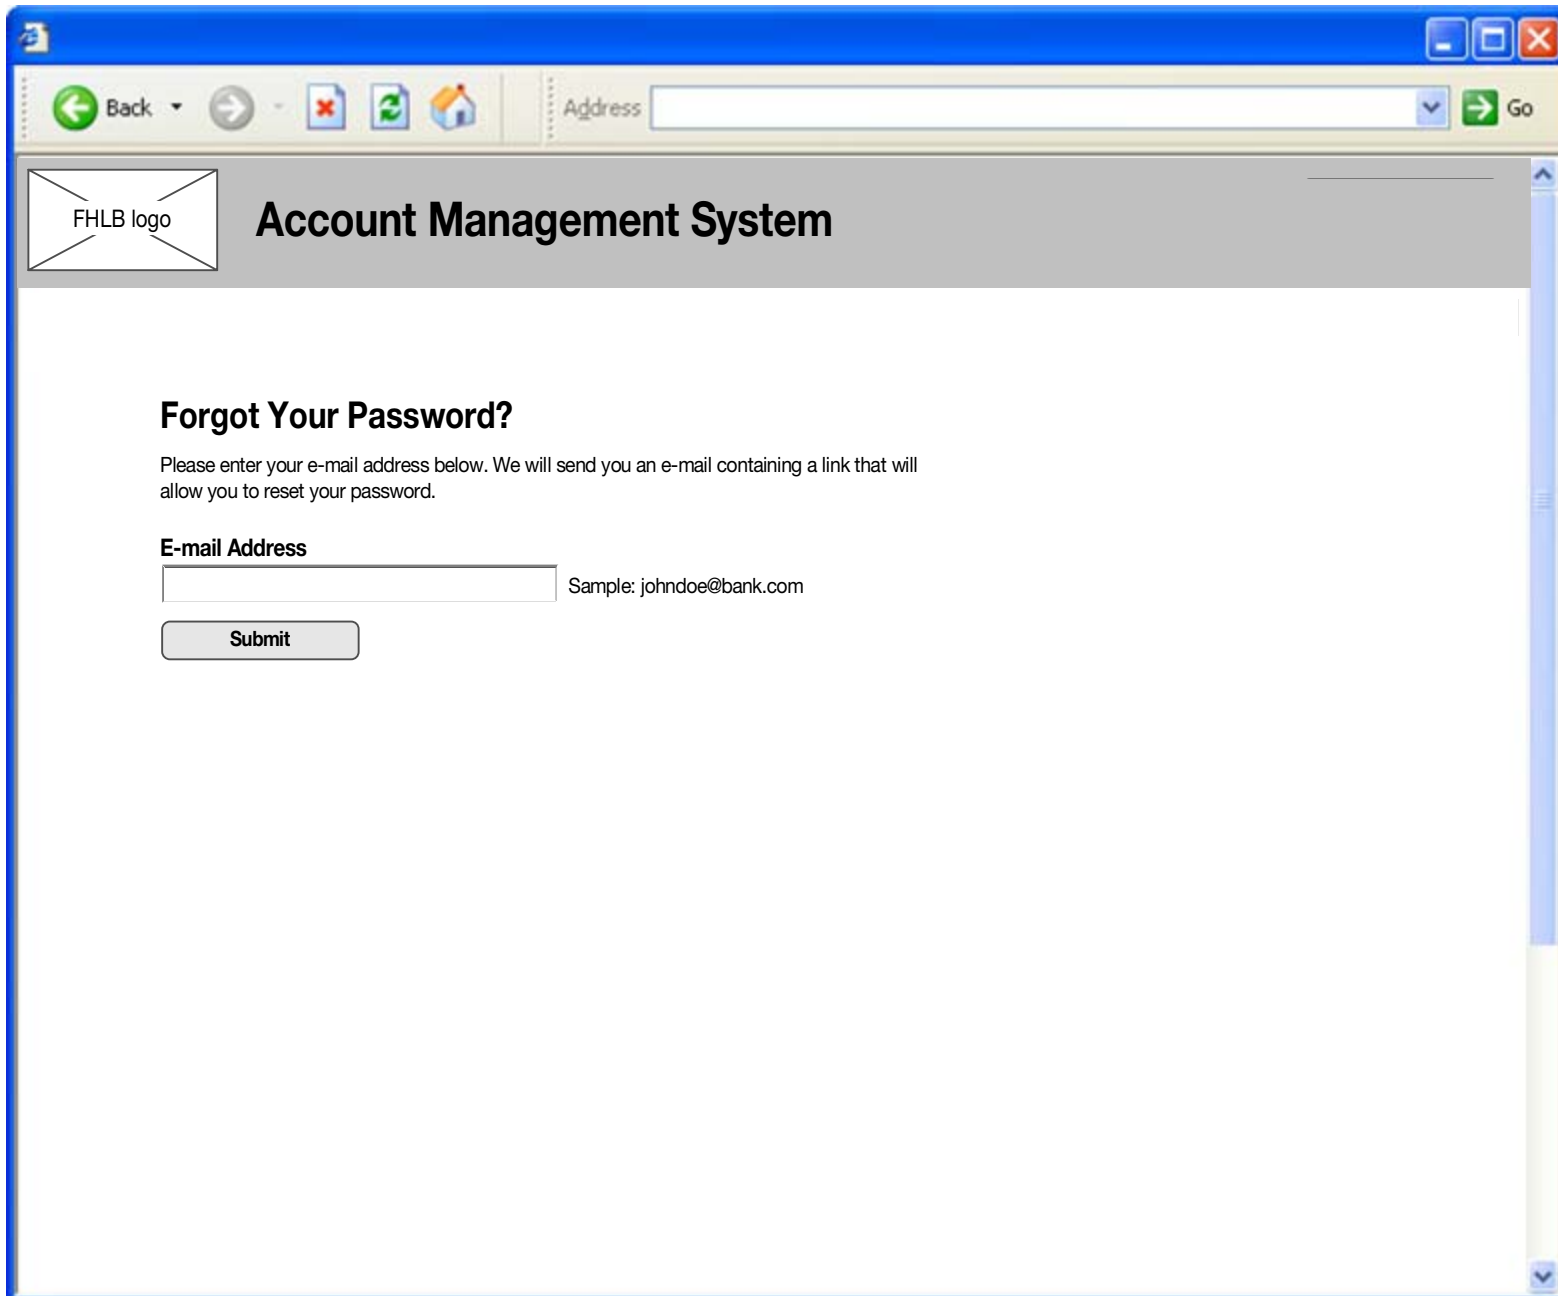 Back
Address
Go
FHLB logo
Account Management System
Forgot Your Password?
Please enter your e-mail address below. We will send you an e-mail containing a link that will
allow you to reset your password.
E-mail Address
Sample: johndoe@bank.com
Submit